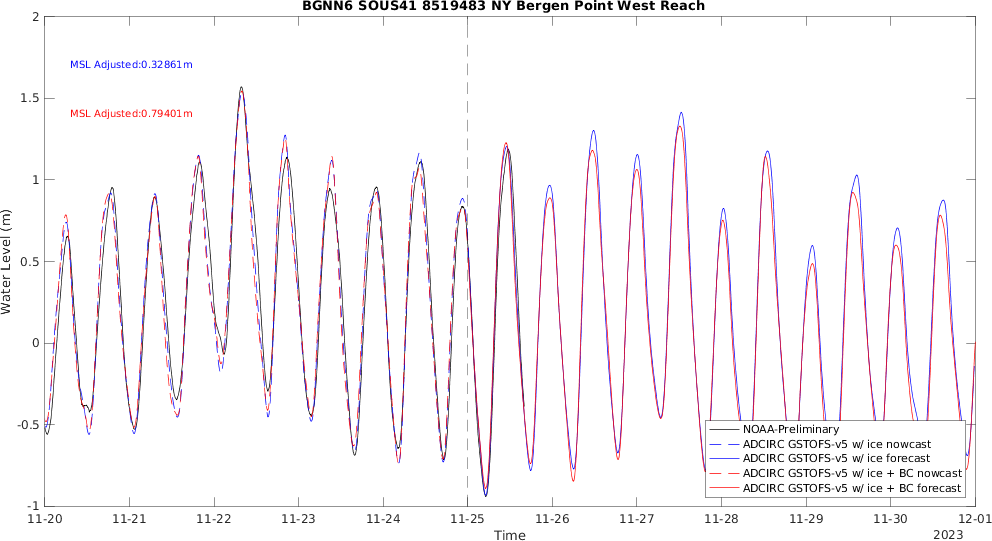 BGNN6 SOUS41 8519483 NY Bergen Point West Reach
2
MSL Adjusted:0.32861m
1.5
MSL Adjusted:0.79401m
1
Water Level (m)
0.5
0
-0.5
NOAA-Preliminary
ADCIRC GSTOFS-v5 w/ ice nowcast
ADCIRC GSTOFS-v5 w/ ice forecast
ADCIRC GSTOFS-v5 w/ ice + BC nowcast
ADCIRC GSTOFS-v5 w/ ice + BC forecast
-1
11-20 11-21 11-22 11-23 11-24 11-25 11-26 11-27 11-28 11-29 11-30 12-01
Time
2023